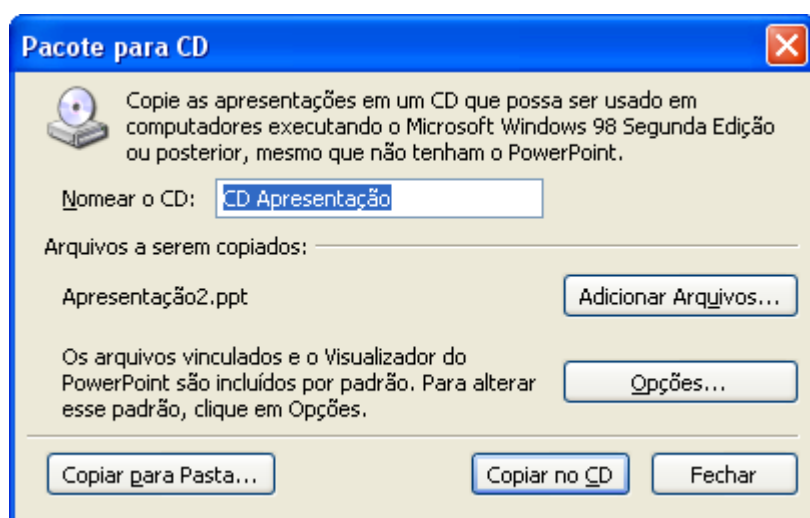 Pacote para CD
Copie as apresentações em um CD que possa ser usado em
computadores executando o Microsoft Windows 98 Segunda Edição
ou posterior, mesmo que não tenham o PowerPoint.
Nomear o CD: CD Apresentação
Arquivos a serem copiados:
Apresentação2.ppt Adicionar Arquivos...
Os arquivos vinculados e o Visualizador do
PowerPoint são incluídos por padrão. Para alterar
esse padrão, clique em Opções.
Opções...
Copiar para Pasta... Copiar no CD Fechar